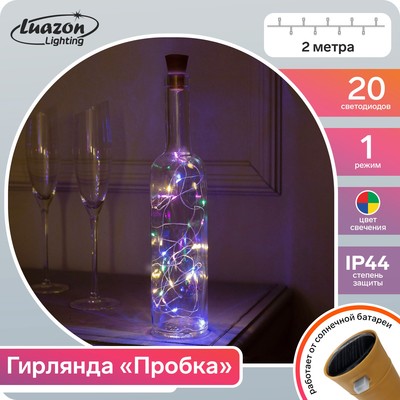 Luazon
Lighting
2 метра
20
светодиодов
1
режим
цвет
свечения
IP44
степень
защиты
работает от солнечной батареи
Гирлянда «Пробка»